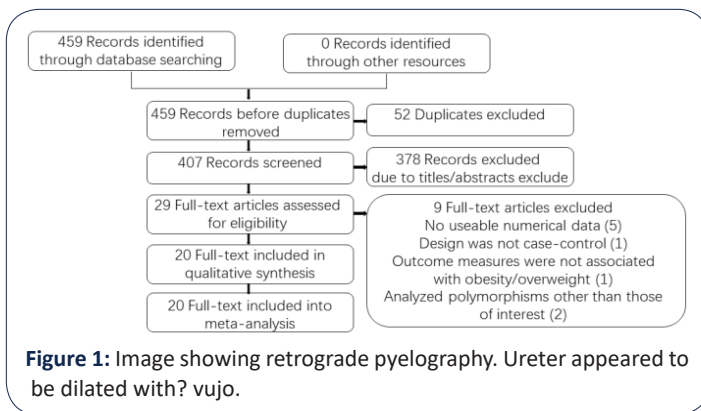 459 Records identified
through database searching
0 Records identified
through other resources
459 Records before duplicates
removed
52 Duplicates excluded
407 Records screened
378 Records excluded
due to titles/abstracts exclude
29 Full-text articles assessed
for eligibility
9 Full-text articles excluded
No useable numerical data (5)
Design was not case-control (1)
Outcome measures were not associated
with obesity/overweight (1)
Analyzed polymorphisms other than those
of interest (2)
20 Full-text included in
qualitative synthesis
20 Full-text included into
meta-analysis
Figure 1: Image showing retrograde pyelography. Ureter appeared to
be dilated with? vujo.